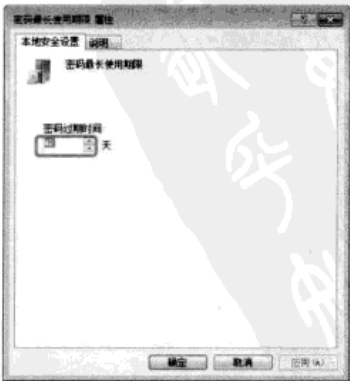 密码最长使用期限 属性
本地安全设置 说明
密码最长使用期限
密码过期时间
天
确定 取消 应用(A)